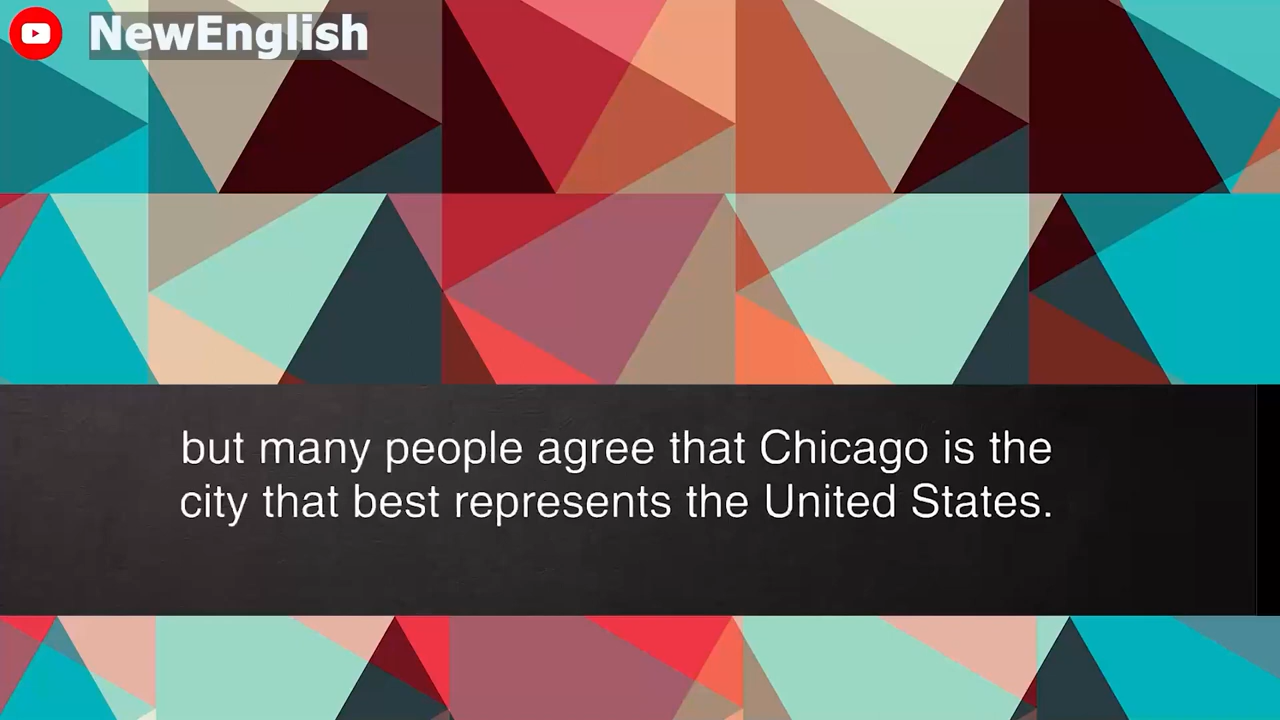 NewEnglish
but many people agree that Chicago is the
city that best represents the United States.